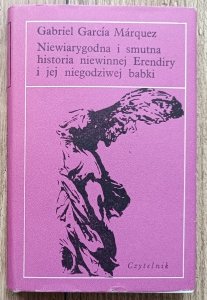 Gabriel García Márquez
Niewiarygodna i smutna
historia niewinnej Erendiry
i jej niegodziwej babki
Czytelnik